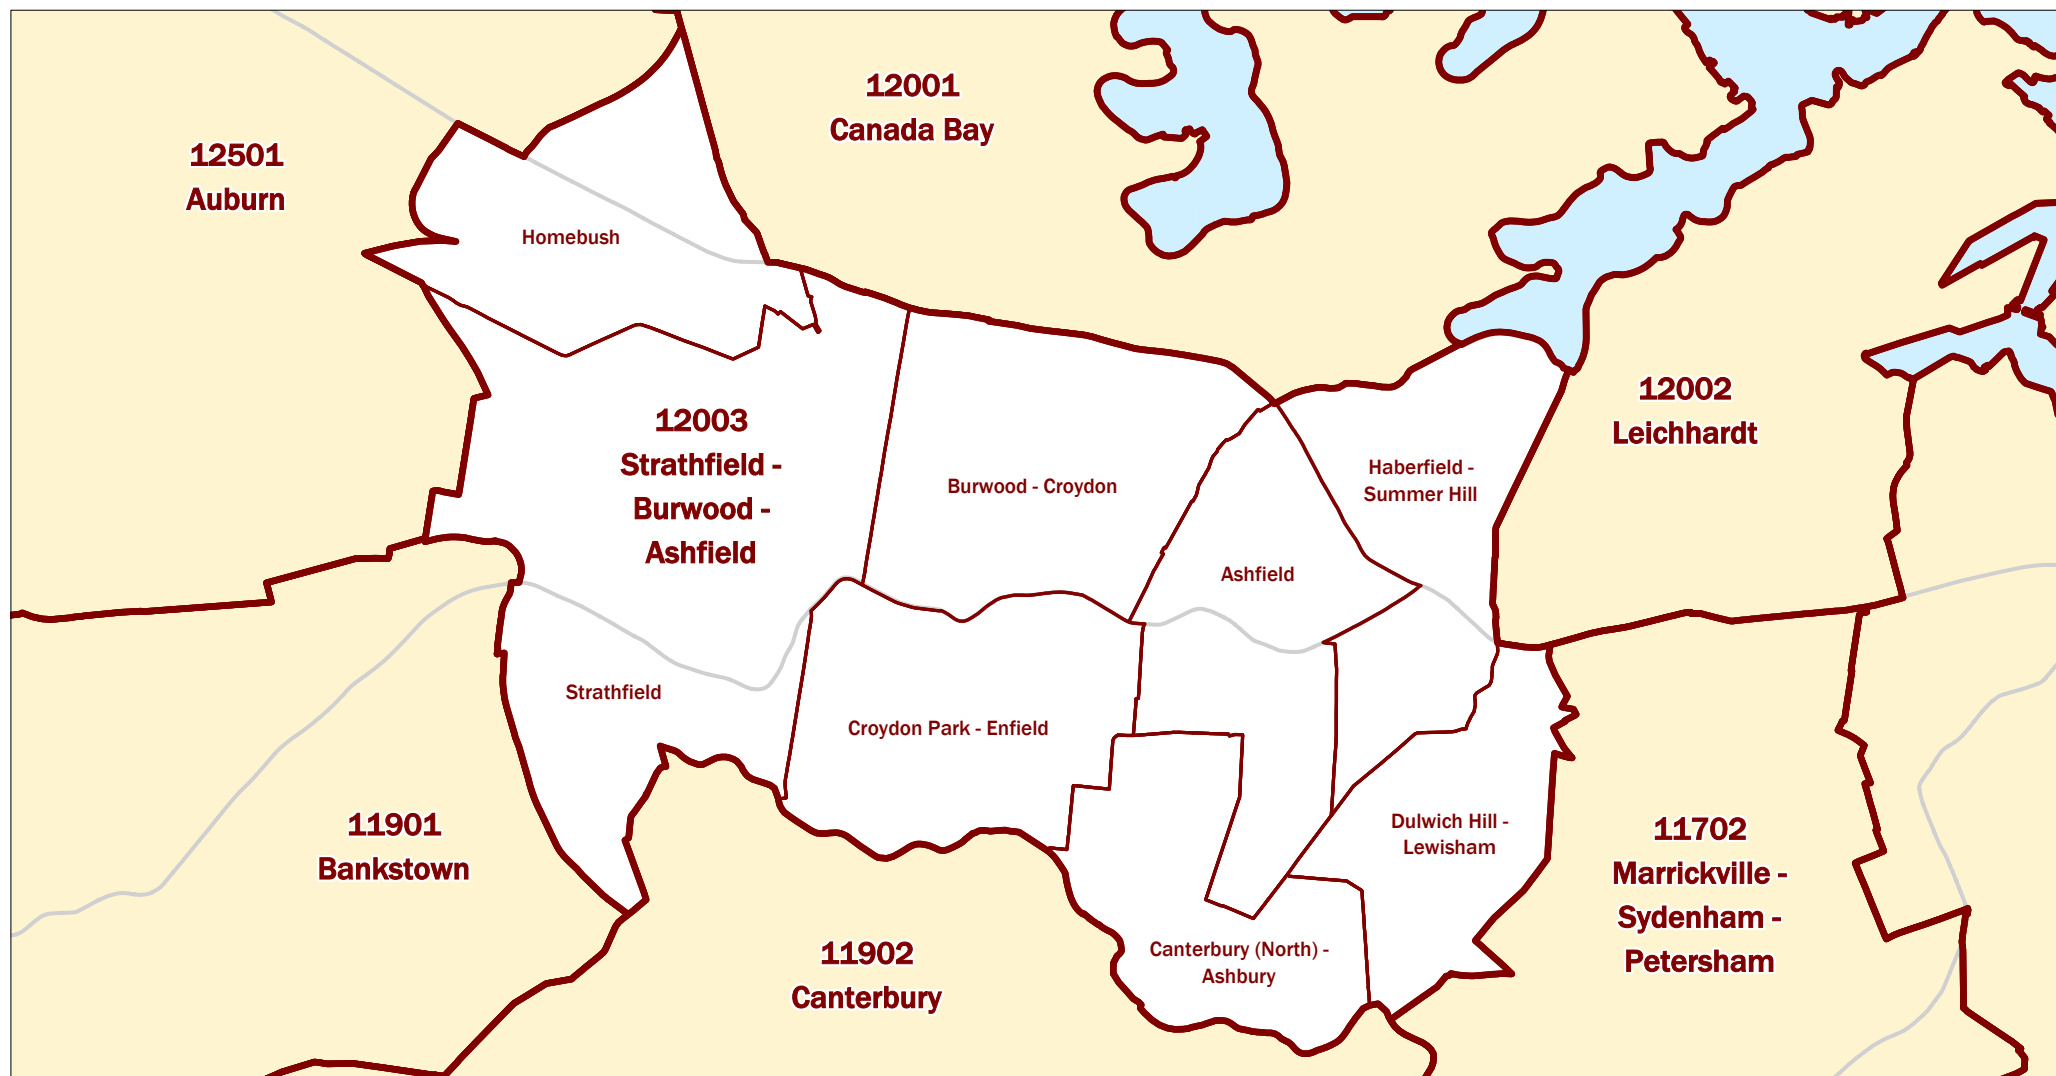 12001
Canada Bay
12501
Auburn
Homebush
12003
Strathfield -
Burwood -
Ashfield
Burwood - Croydon
Haberfield -
Summer Hill
12002
Leichhardt
Ashfield
Strathfield
Croydon Park - Enfield
11901
Bankstown
Dulwich Hill -
Lewisham
11702
Marrickville -
Sydenham -
Petersham
11902
Canterbury
Canterbury (North) -
Ashbury